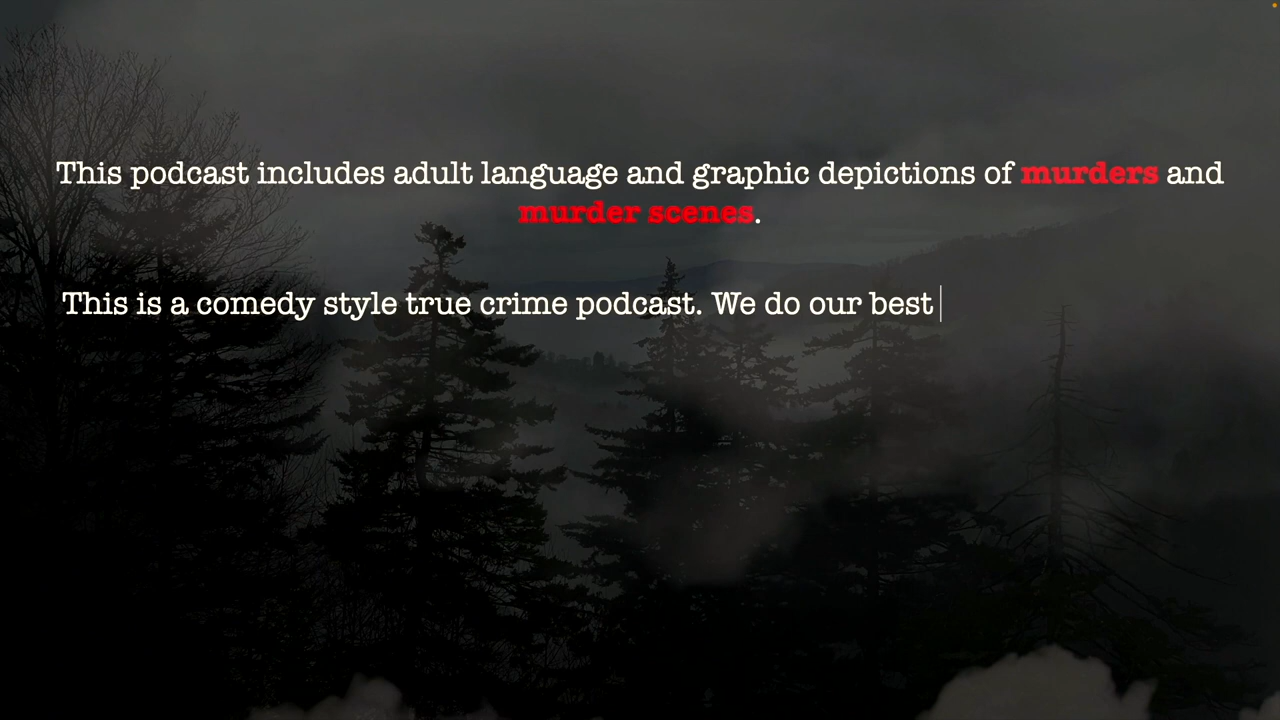 This podcast includes adult language and graphic depictions of murders and
murder scenes.
This is a comedy style true crime podcast. We do our best